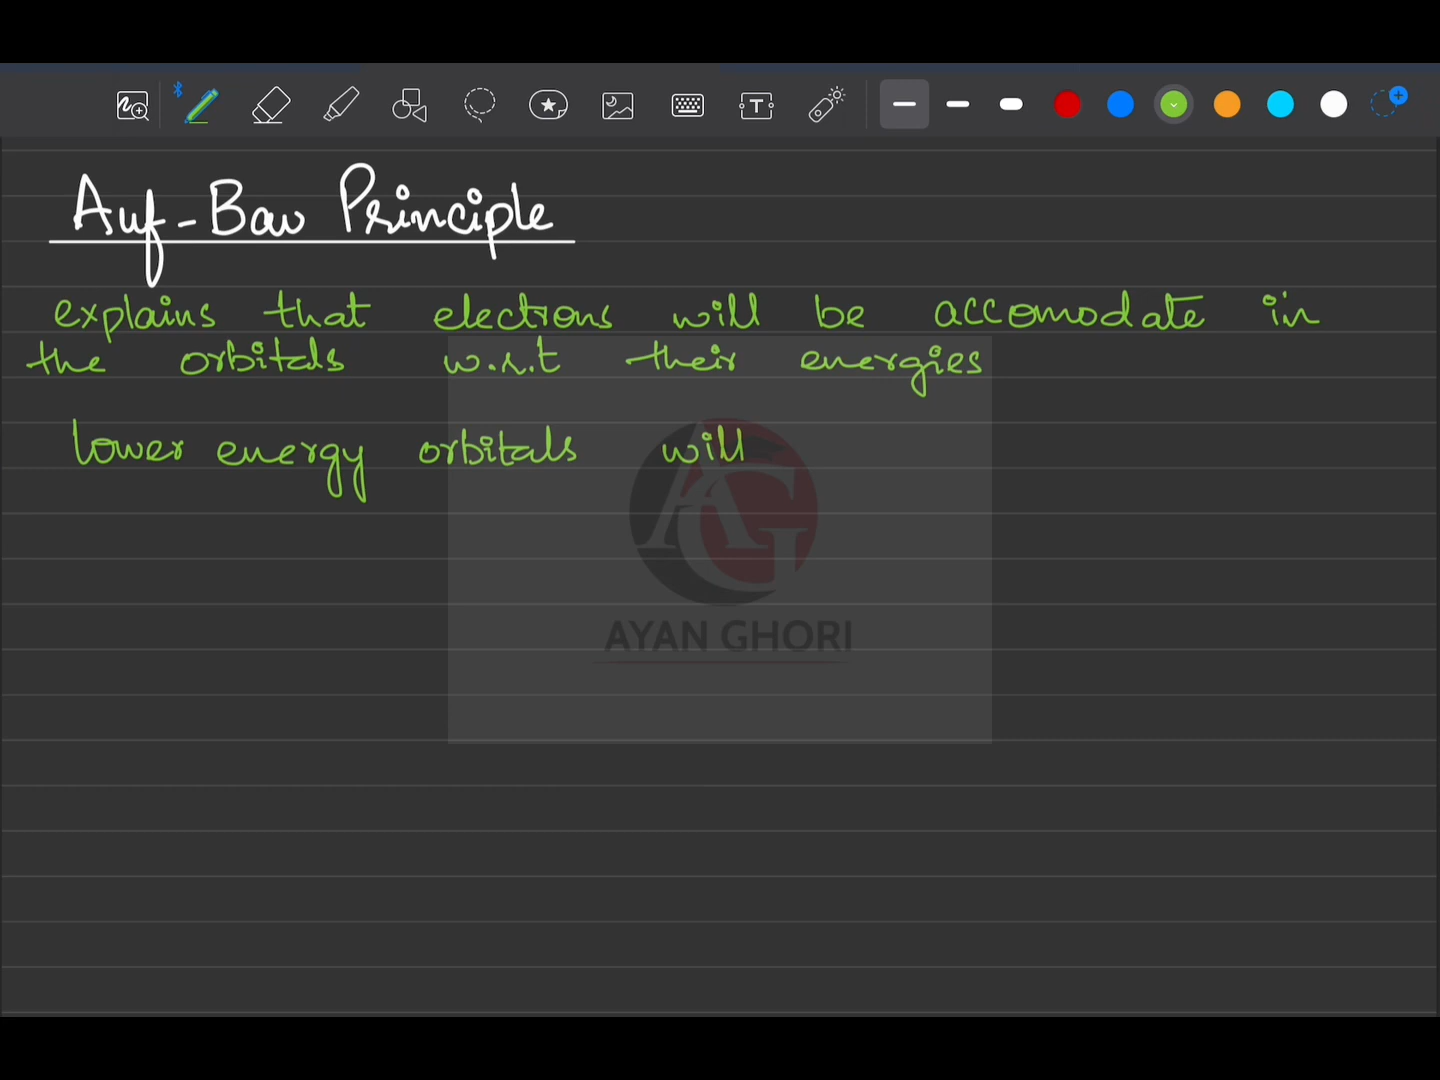 Auf-Bau Principle
explains that electrons will be accomodate in
the orbitals w.r.t their energies
lower energy orbitals will
AG
AYAN GHORI